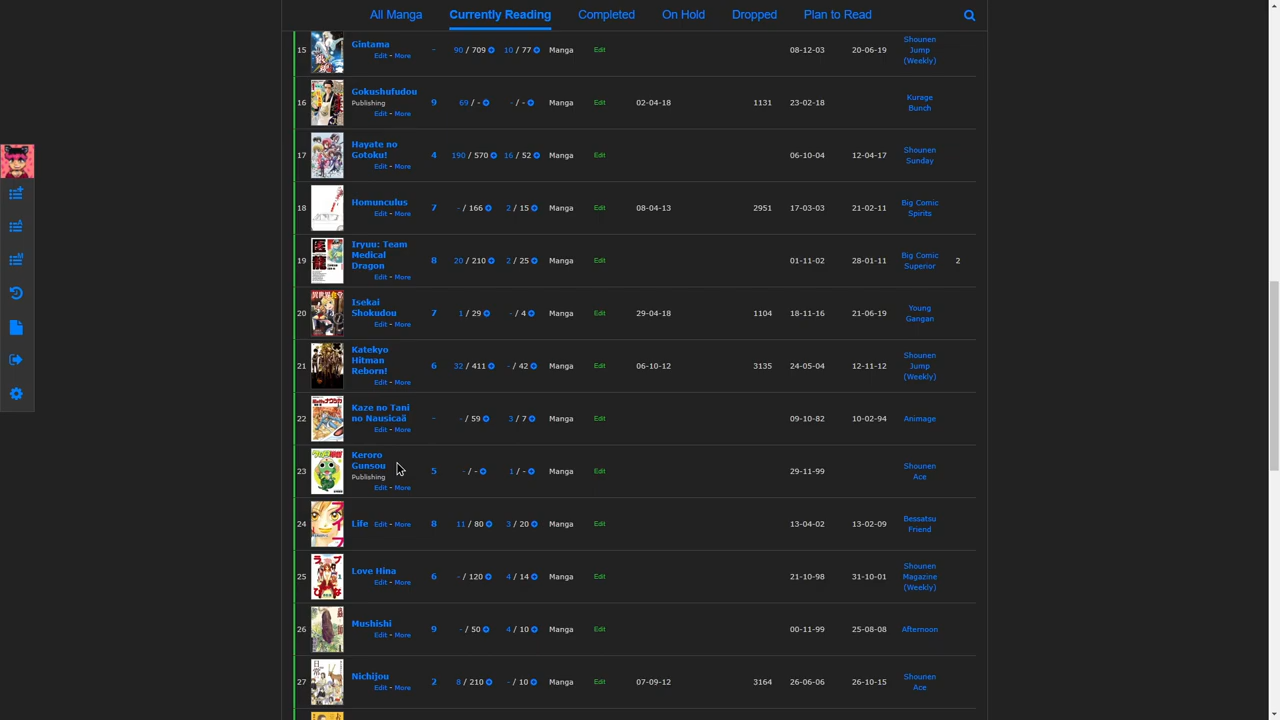 All Manga Currently Reading Completed On Hold Dropped Plan to Read
15 Gintama - 90 / 709 10 / 77 Manga Edit 08-12-03 20-06-19 Shounen Jump (Weekly)
Edit - More
16 Gokushufudou 9 69 / - - / - Manga Edit 02-04-18 1131 23-02-18 Kurage Bunch
Publishing
Edit - More
17 Hayate no Gotoku! 4 190 / 570 16 / 52 Manga Edit 06-10-04 12-04-17 Shounen Sunday
Edit - More
18 Homunculus 7 - / 166 2 / 15 Manga Edit 08-04-13 17-03-03 21-02-11 Big Comic Spirits
Edit - More
19 Iryuu: Team Medical Dragon 8 20 / 210 2 / 25 Manga Edit 01-11-02 28-01-11 Big Comic Superior 2
Edit - More
20 Isekai Shokudou 7 1 / 29 - / 4 Manga Edit 29-04-18 1104 18-11-16 21-06-19 Young Gangan
Edit - More
21 Katekyo Hitman Reborn! 6 32 / 411 - / 42 Manga Edit 06-10-12 3135 24-05-04 12-11-12 Shounen Jump (Weekly)
Edit - More
22 Kaze no Tani no Nausicaä - - / 59 3 / 7 Manga Edit 09-10-82 10-02-94 Animage
Edit - More
23 Keroro Gunsou 5 - / - 1 / - Manga Edit 29-11-99 Shounen Ace
Publishing
Edit - More
24 Life Edit - More 8 11 / 80 3 / 20 Manga Edit 13-04-02 13-02-09 Bessatsu Friend
25 Love Hina 6 - / 120 4 / 14 Manga Edit 21-10-98 31-10-01 Shounen Magazine (Weekly)
Edit - More
26 Mushishi 9 - / 50 4 / 10 Manga Edit 00-11-99 25-08-08 Afternoon
Edit - More
27 Nichijou 2 8 / 210 - / 10 Manga Edit 07-09-12 26-05-06 26-10-15 Shounen Ace
Edit - More